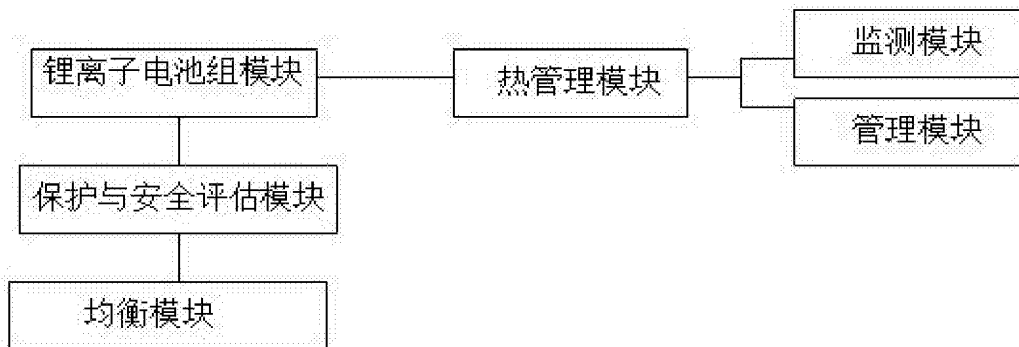 锂离子电池组模块
热管理模块
监测模块
管理模块
保护与安全评估模块
均衡模块